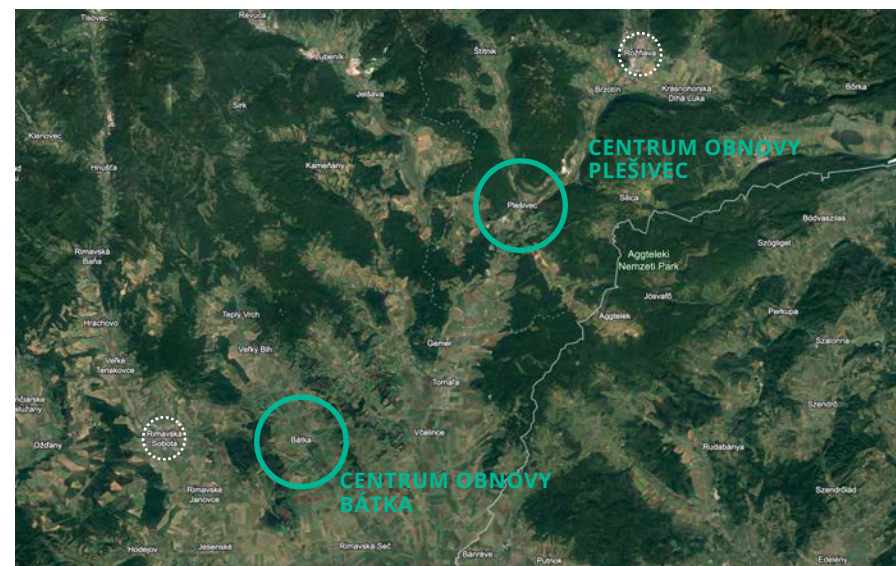 Tisovec
Revúca
Lubeník
Štítnik
Rožňava
Jelšava
Brzotín
Krásnohorská
Dlhá Lúka
Bôrka
Sirk
Klenovec
Hnúšťa
Kameňany
CENTRUM OBNOVY
PLEŠIVEC
Plešivec
Silica
Bódvaszilas
Szögliget
Rimavská
Baňa
Aggteleki
Nemzeti Park
Jósvafő
Perkupa
Teplý Vrch
Hrachovo
Aggtelek
Gemer
Veľký Blh
Szalonna
Veľké
Teriakovce
Tornaľa
Szendrő
Ožďany
Rimavská
Sobota
Bátka
Včelince
Rudabánya
CENTRUM OBNOVY
BÁTKA
Rimavské
Janovce
Szendrőlád
Hodejov
Jesenské
Rimavská Seč
Bánréve
Putnok
Edelény